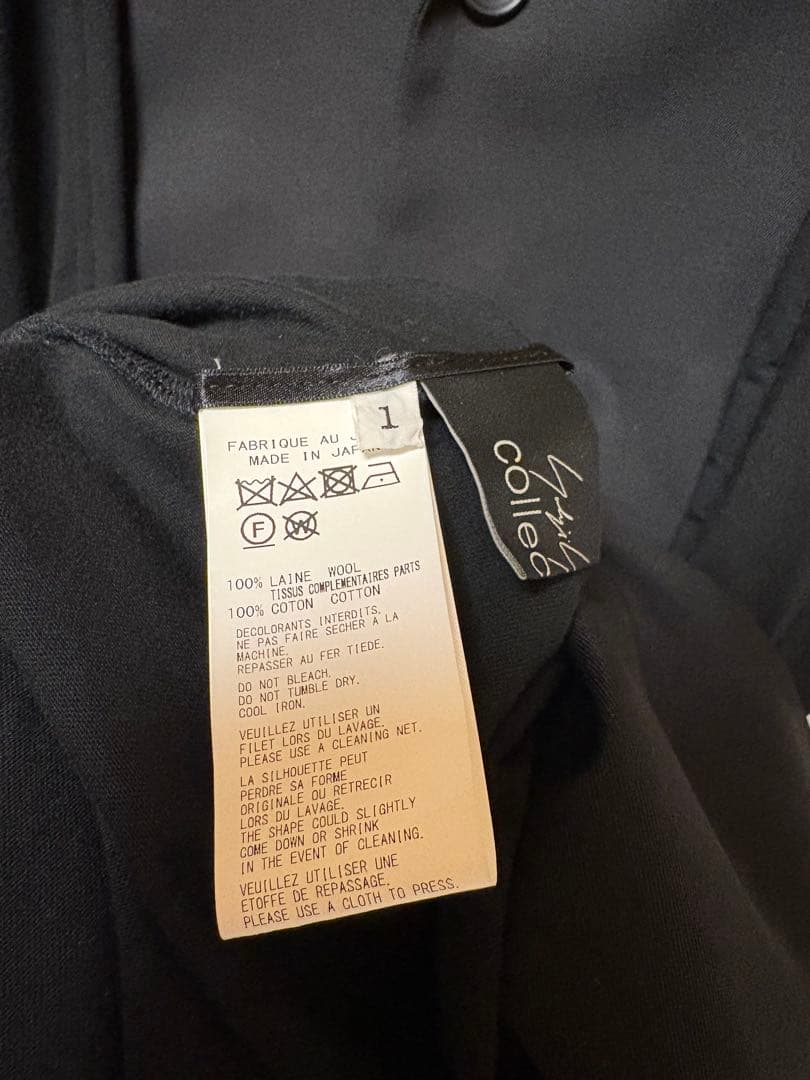 1
FABRIQUE AU
MADE IN
F
W
100% LAINE WOOL
TISSUS COMPLEMENTAIRES PARTS
100% COTON COTTON
DECOLORANTS INTERDITS.
NE PAS FAIRE SECHER A LA
MACHINE.
REPASSER AU FER TIEDE.
DO NOT BLEACH.
DO NOT TUMBLE DRY.
COOL IRON.
VEUILLEZ UTILISER UN
FILET LORS DU LAVAGE.
PLEASE USE A CLEANING NET.
LA SILHOUETTE PEUT
PERDRE SA FORME
ORIGINALE OU RETRECIR
LORS DU LAVAGE.
THE SHAPE COULD SLIGHTLY
COME DOWN OR SHRINK
IN THE EVENT OF CLEANING.
VEUILLEZ UTILISER UNE
ETOFFE DE REPASSAGE.
PLEASE USE A CLOTH TO PRESS.